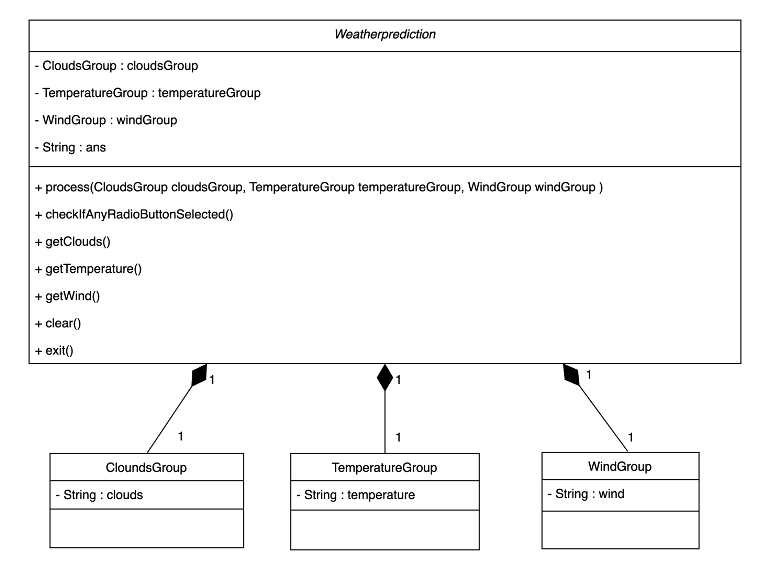 Weatherprediction
- CloudsGroup : cloudsGroup
- TemperatureGroup : temperatureGroup
- WindGroup : windGroup
- String : ans
+ process(CloudsGroup cloudsGroup, TemperatureGroup temperatureGroup, WindGroup windGroup )
+ checkIfAnyRadioButtonSelected()
+ getClouds()
+ getTemperature()
+ getWind()
+ clear()
+ exit()
1 1 1
1 1 1
CloundsGroup
- String : clouds
TemperatureGroup
- String : temperature
WindGroup
- String : wind